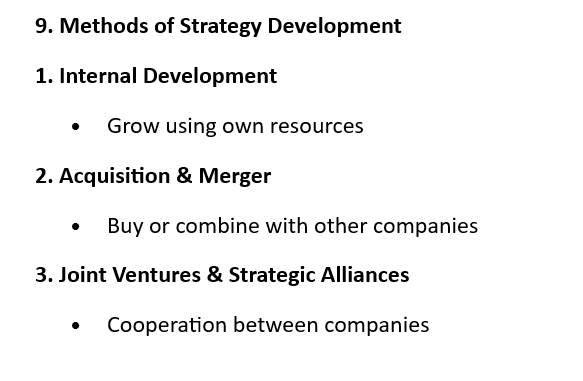 9. Methods of Strategy Development
1. Internal Development
• Grow using own resources
2. Acquisition & Merger
• Buy or combine with other companies
3. Joint Ventures & Strategic Alliances
• Cooperation between companies